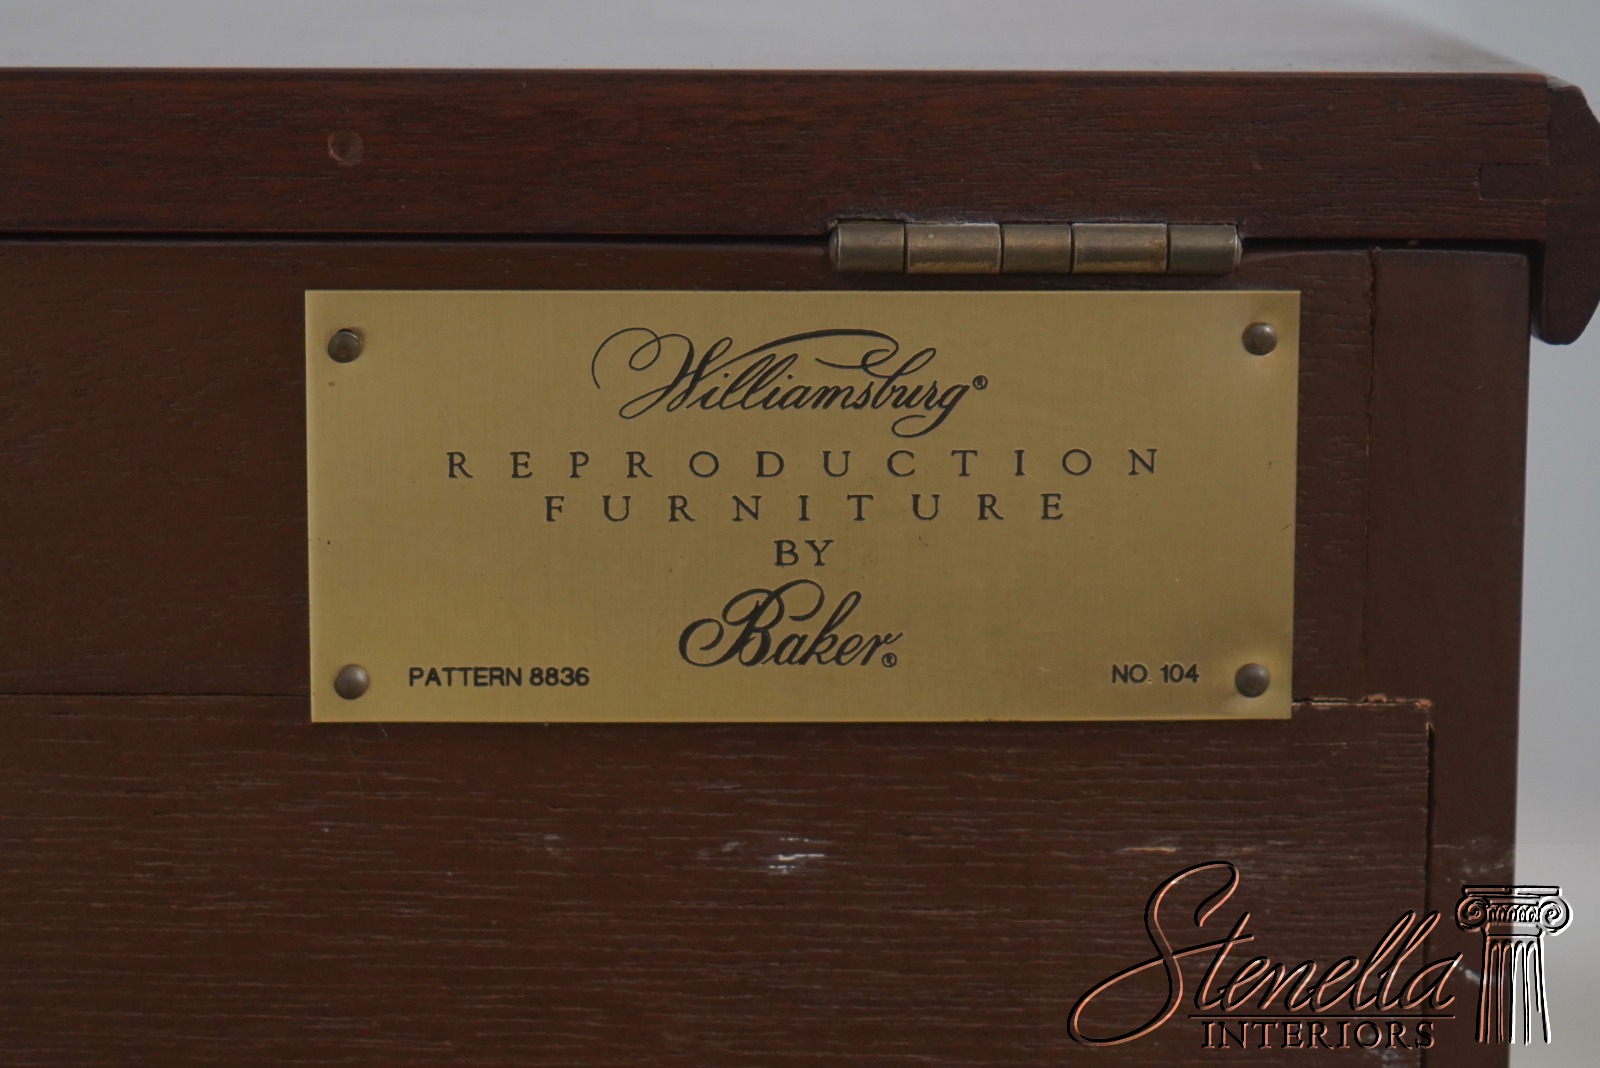 Williamsburg®
REPRODUCTION
FURNITURE
BY
Baker®
PATTERN 8836 NO. 104
Stenella
INTERIORS